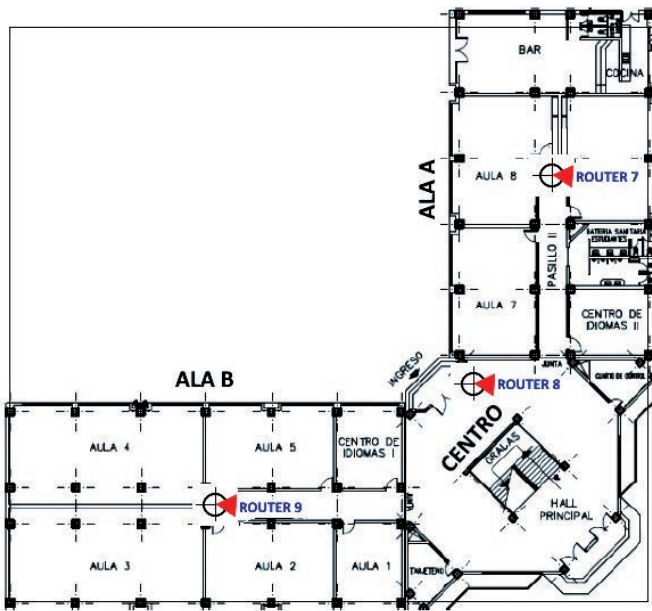 BAR
COCINA
ALA A
AULA 8
ROUTER 7
PASILLO II
BATERIA SANITARIA
ESTUDIANTES
AULA 7
CENTRO DE
IDIOMAS II
INGRESO
JUNTA
CUARTO DE CONTROL
ROUTER 8
ALA B
CENTRO
AULA 4
AULA 5
CENTRO DE
IDIOMAS I
GRALAS
HALL
PRINCIPAL
ROUTER 9
JUNTA
AULA 3
AULA 2
AULA 1